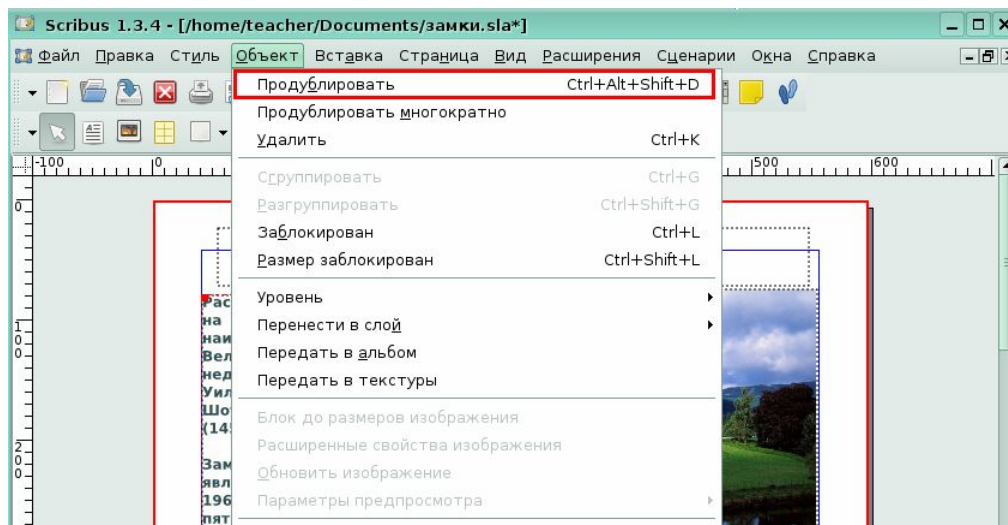 Scribus 1.3.4 - [/home/teacher/Documents/замки.sla*]
Файл Правка Стиль Объект Вставка Страница Вид Расширения Сценарии Окна Справка
Продублировать Ctrl+Alt+Shift+D
Продублировать многократно
Удалить Ctrl+K
-100 0 500 600
Сгруппировать Ctrl+G
Разгруппировать Ctrl+Shift+G
0
Заблокирован Ctrl+L
Размер заблокирован Ctrl+Shift+L
Уровень
Рас
Перенести в слой
на
100
наи
Передать в альбом
Вел
нед
Передать в текстуры
Уил
Шот
Блок до размеров изображения
(14
Расширенные свойства изображения
200
Зам
Обновить изображение
явл
Параметры предпросмотра
196
пят